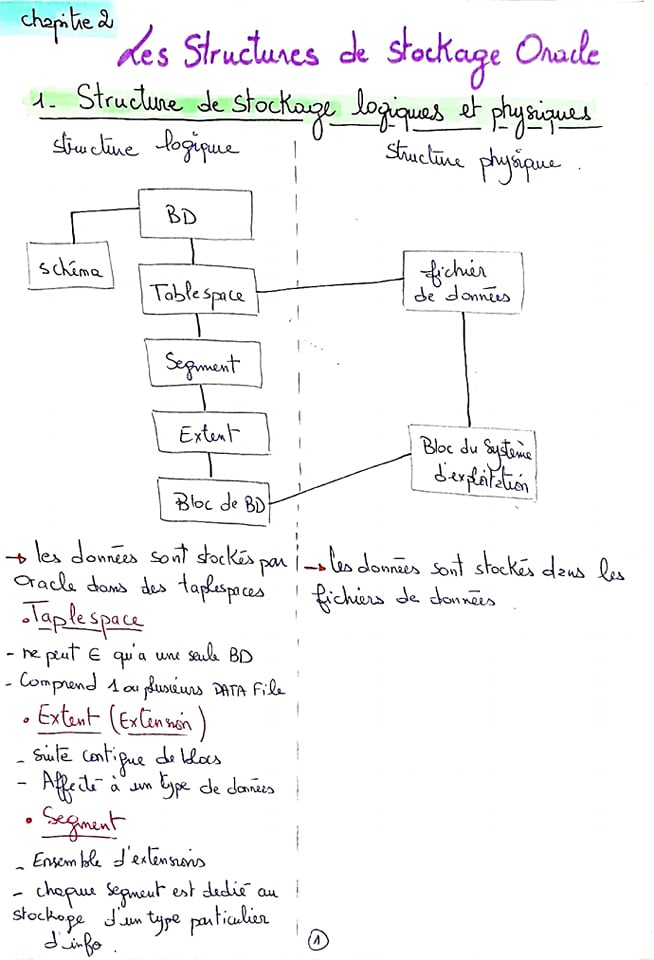 chapitre 2
Les Structures de stockage Oracle
1. Structure de stockage logiques et physiques
structure logique
structure physique.
BD
schéma
Tablespace
fichier
de données
Segment
Extent
Bloc du système
d'exploitation
Bloc de BD
→ les données sont stockés par
Oracle dans des taplespaces
• Taplespace
- ne peut ∈ qu'a une seule BD
- Comprend 1 ou plusieurs DATA File
• Extent (Extension)
- suite contigue de blocs
- Affecté à un type de données
• Segment
- Ensemble d'extensions
- chaque segment est dedié au
stockage d'un type particulier
d'info.
→ les données sont stockés dans les
fichiers de données.
1